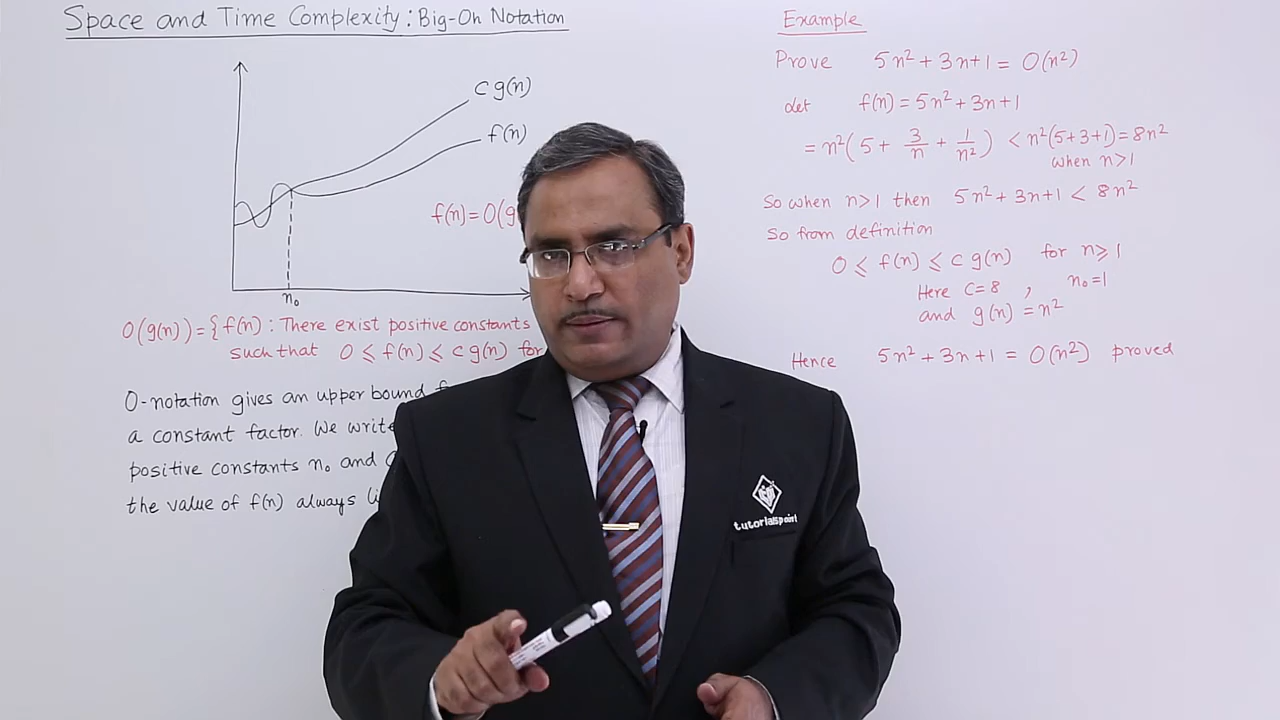 Space and Time Complexity: Big-Oh Notation
c g(n)
f(n)
f(n)=O(g
n₀
O(g(n))={f(n): There exist positive constants
such that 0 ⩽ f(n) ⩽ c g(n) for
O-notation gives an upper bound
a constant factor. We write
positive constants n₀ and
the value of f(n) always
Example
Prove 5n²+3n+1 = O(n²)
Let f(n) = 5n²+3n+1
= n²(5 + 3/n + 1/n²) < n²(5+3+1) = 8n²
when n>1
So when n>1 then 5n²+3n+1 < 8n²
So from definition
0 ⩽ f(n) ⩽ c g(n) for n⩾1
Here C=8 , n₀=1
and g(n) = n²
Hence 5n²+3n+1 = O(n²) proved
tutorialspoint